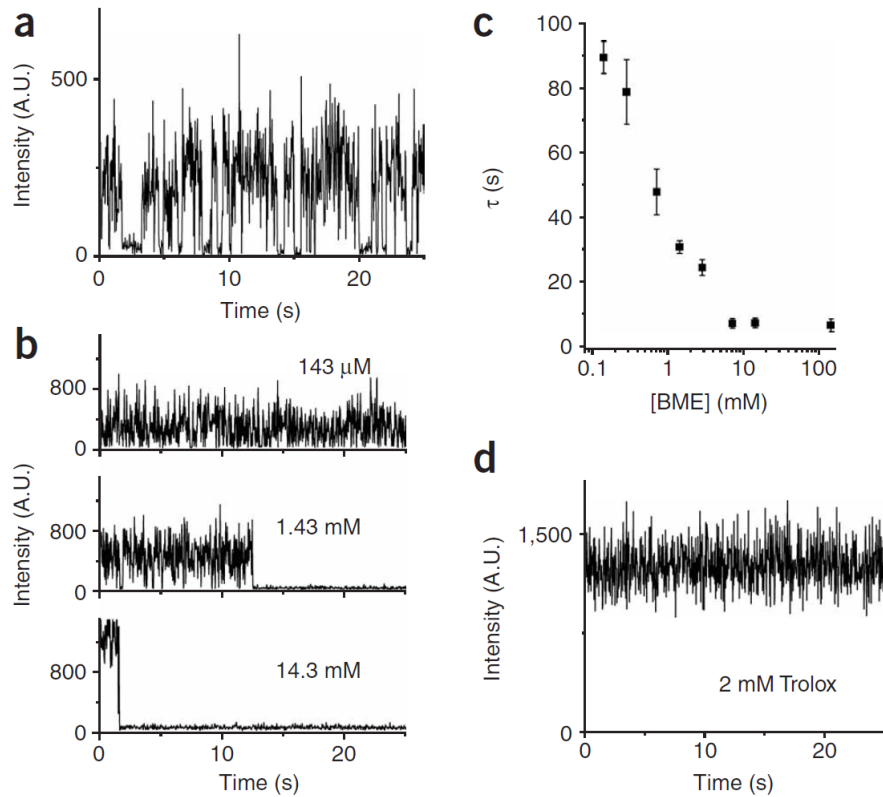 a
Intensity (A.U.)
500
0
0 10 20
Time (s)
b
Intensity (A.U.)
143 μM
800
0
1.43 mM
800
0
14.3 mM
800
0
0 10 20
Time (s)
c
τ (s)
100
80
60
40
20
0
0.1 1 10 100
[BME] (mM)
d
Intensity (A.U.)
1,500
0
2 mM Trolox
0 10 20
Time (s)